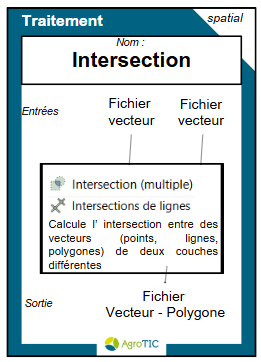 Traitement
spatial
Nom :
Intersection
Entrées
Fichier vecteur
Fichier vecteur
Intersection (multiple)
Intersections de lignes
Calcule l' intersection entre des
vecteurs (points, lignes,
polygones) de deux couches
différentes
Sortie
Fichier
Vecteur - Polygone
AgroTIC